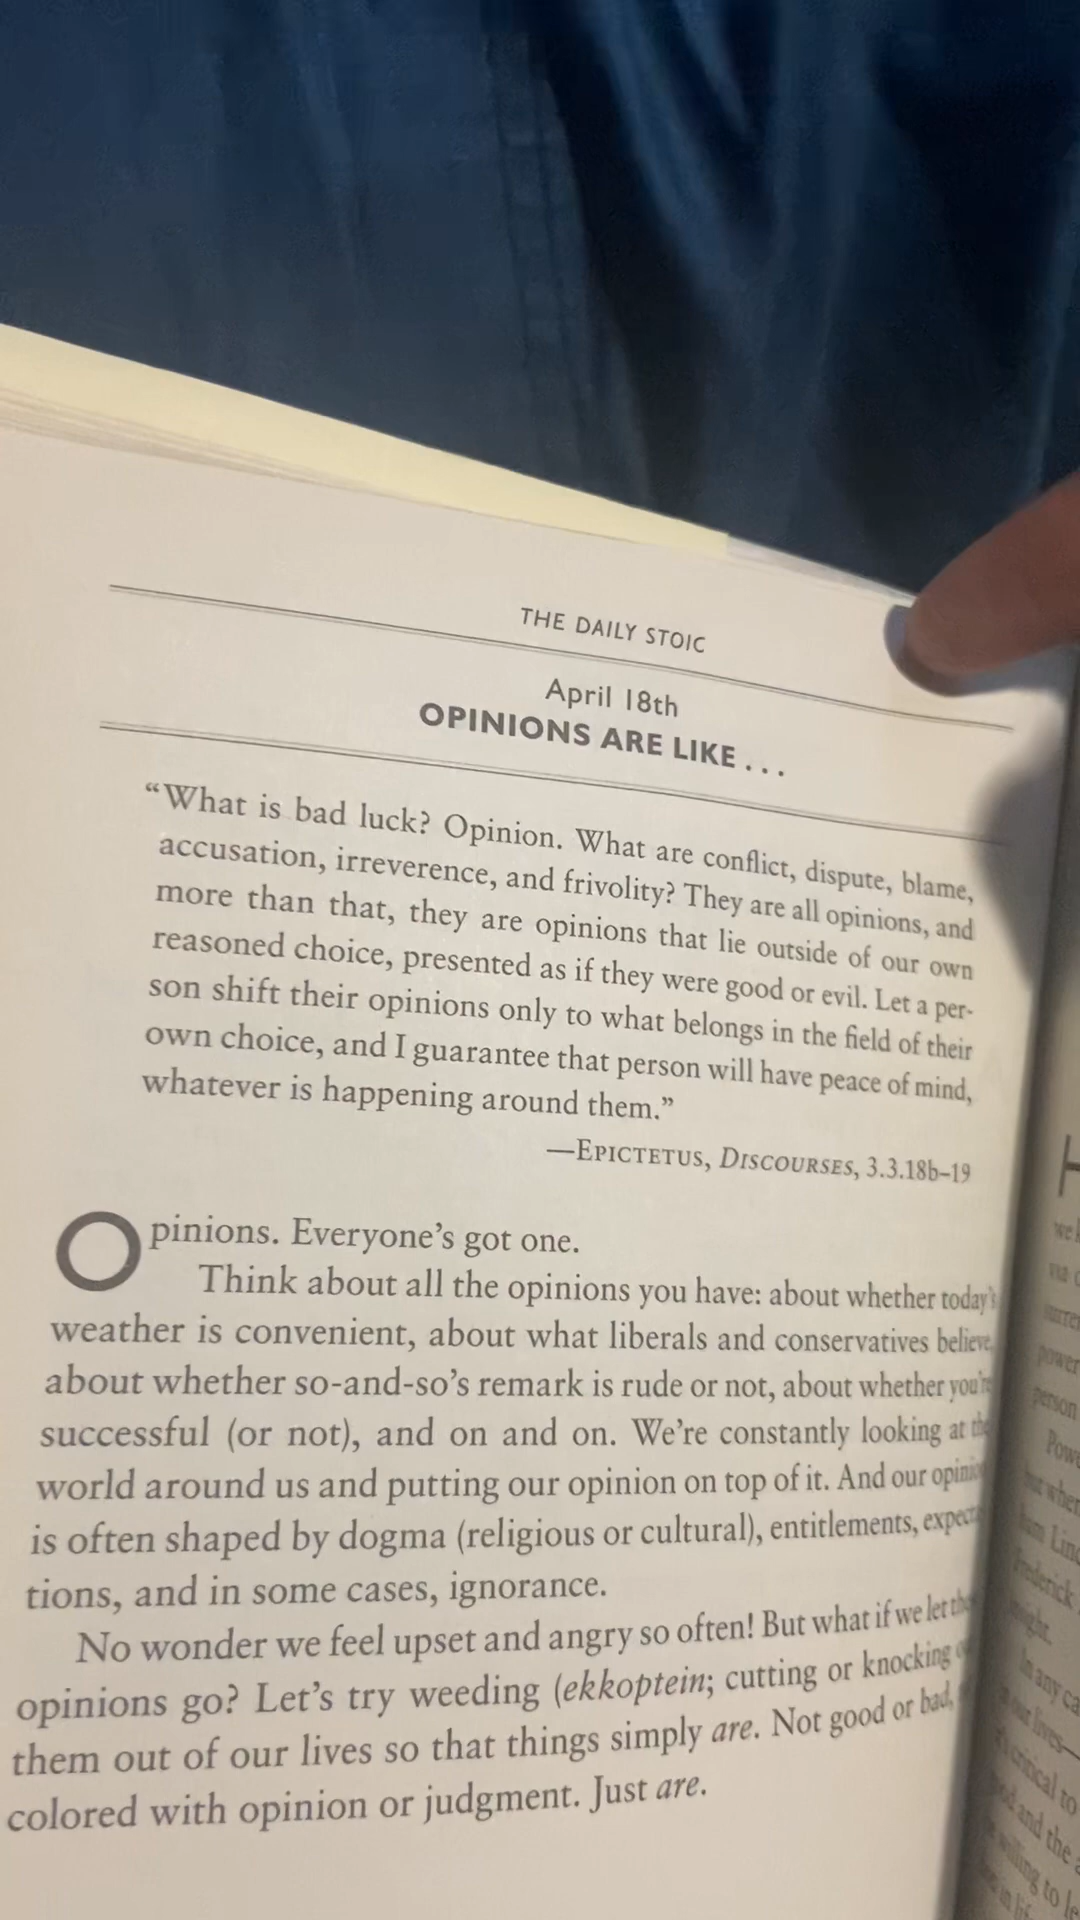 THE DAILY STOIC
April 18th
OPINIONS ARE LIKE . . .
“What is bad luck? Opinion. What are conflict, dispute, blame,
accusation, irreverence, and frivolity? They are all opinions, and
more than that, they are opinions that lie outside of our own
reasoned choice, presented as if they were good or evil. Let a per-
son shift their opinions only to what belongs in the field of their
own choice, and I guarantee that person will have peace of mind,
whatever is happening around them.”
—EPICTETUS, DISCOURSES, 3.3.18b–19
Opinions. Everyone’s got one.
Think about all the opinions you have: about whether today’s
weather is convenient, about what liberals and conservatives believe,
about whether so-and-so’s remark is rude or not, about whether you’re
successful (or not), and on and on. We’re constantly looking at the
world around us and putting our opinion on top of it. And our
is often shaped by dogma (religious or cultural), entitlements,
tions, and in some cases, ignorance.
No wonder we feel upset and angry so often! But what if we let
opinions go? Let’s try weeding (ekkoptein; cutting or knocking
them out of our lives so that things simply are. Not good or bad,
colored with opinion or judgment. Just are.
power
person
In any
critical to
and the